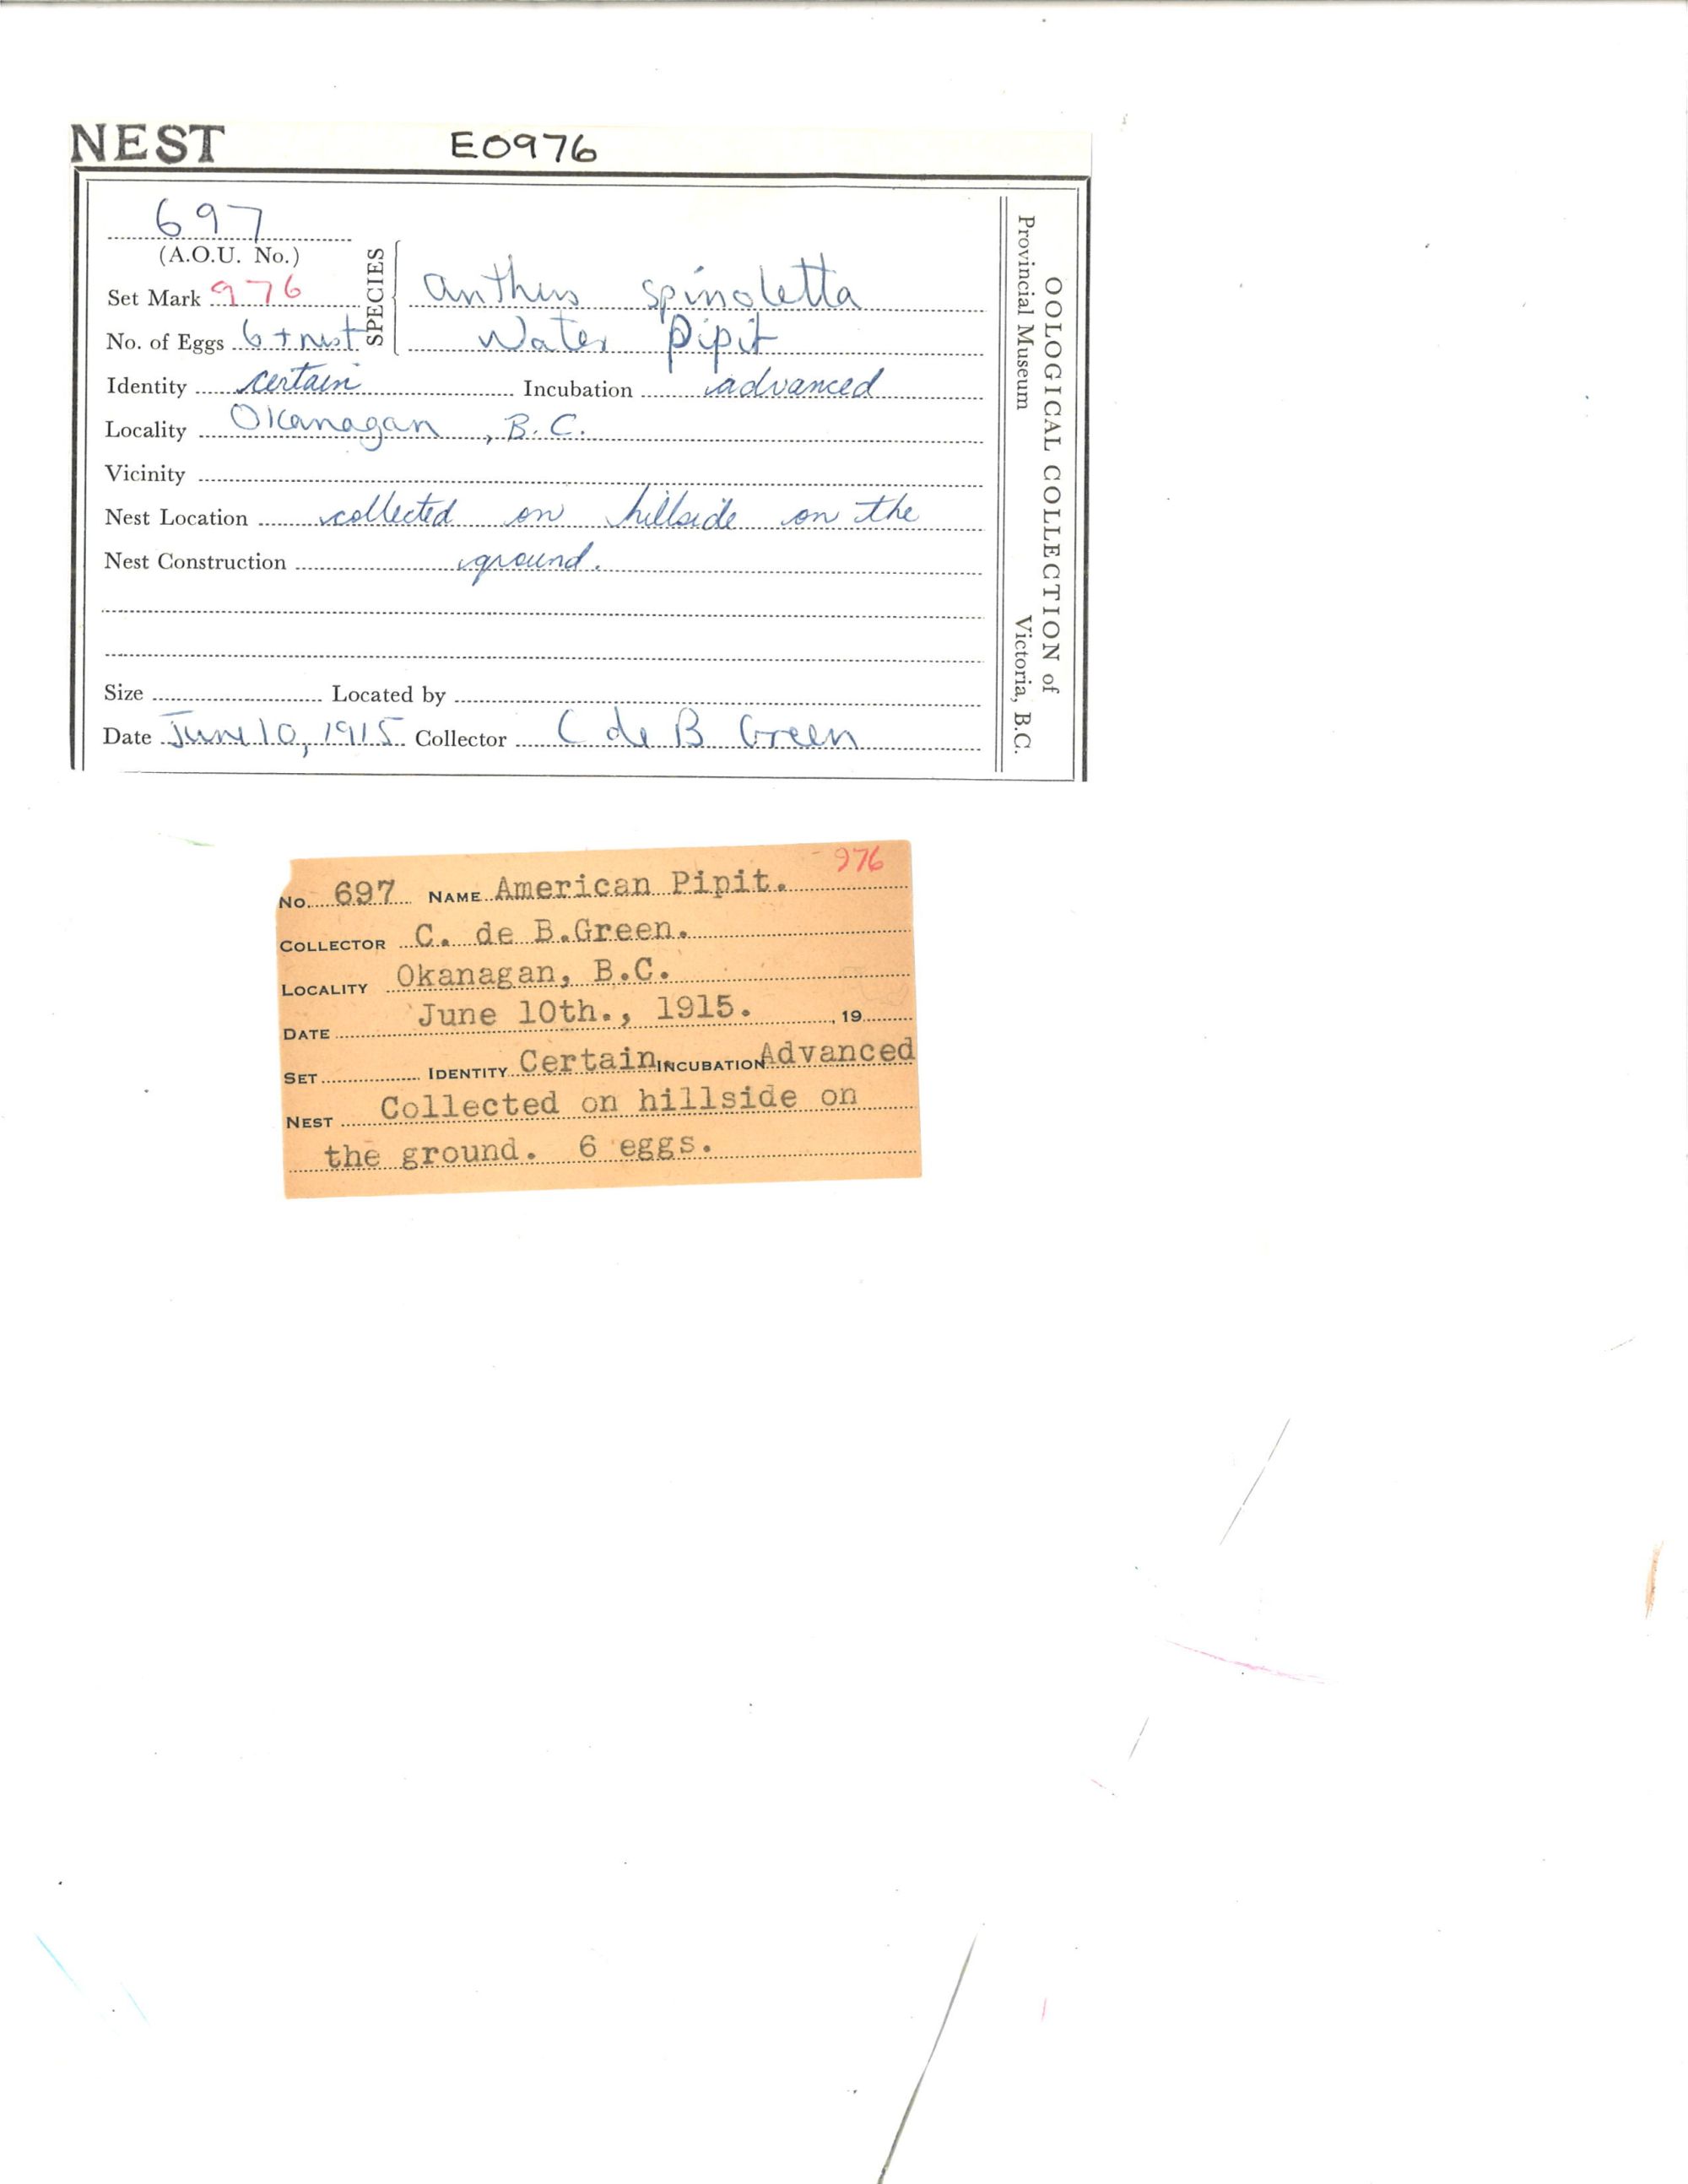 NEST E0976
697
(A.O.U. No.)
Set Mark 976
No. of Eggs 6 + nest
SPECIES
Anthus spinoletta
Water Pipit
Identity certain Incubation advanced
Locality Okanagan, B.C.
Vicinity
Nest Location collected on hillside on the
Nest Construction ground.
Size Located by
Date June 10, 1915 Collector C de B Green
OOLOGICAL COLLECTION of
Provincial Museum Victoria, B.C.
976
No. 697 NAME American Pipit.
COLLECTOR C. de B.Green.
LOCALITY Okanagan, B.C.
DATE June 10th., 1915. , 19
SET IDENTITY Certain. INCUBATION Advanced
NEST Collected on hillside on
the ground. 6 eggs.